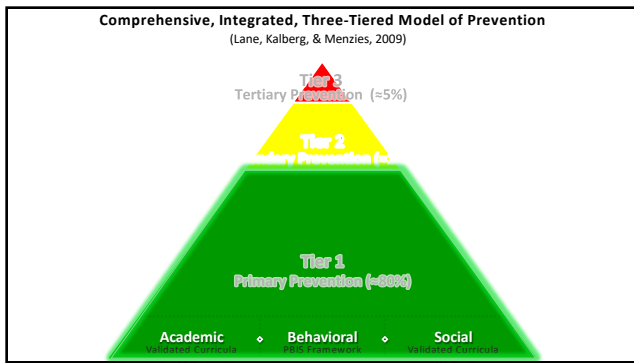 Comprehensive, Integrated, Three-Tiered Model of Prevention
(Lane, Kalberg, & Menzies, 2009)
Tier 3
Tertiary Prevention (≈5%)
Tier 2
Prevention
Tier 1
Primary Prevention (≈80%)
Academic ⬥ Behavioral ⬥ Social
Validated Curricula PBIS Framework Validated Curricula